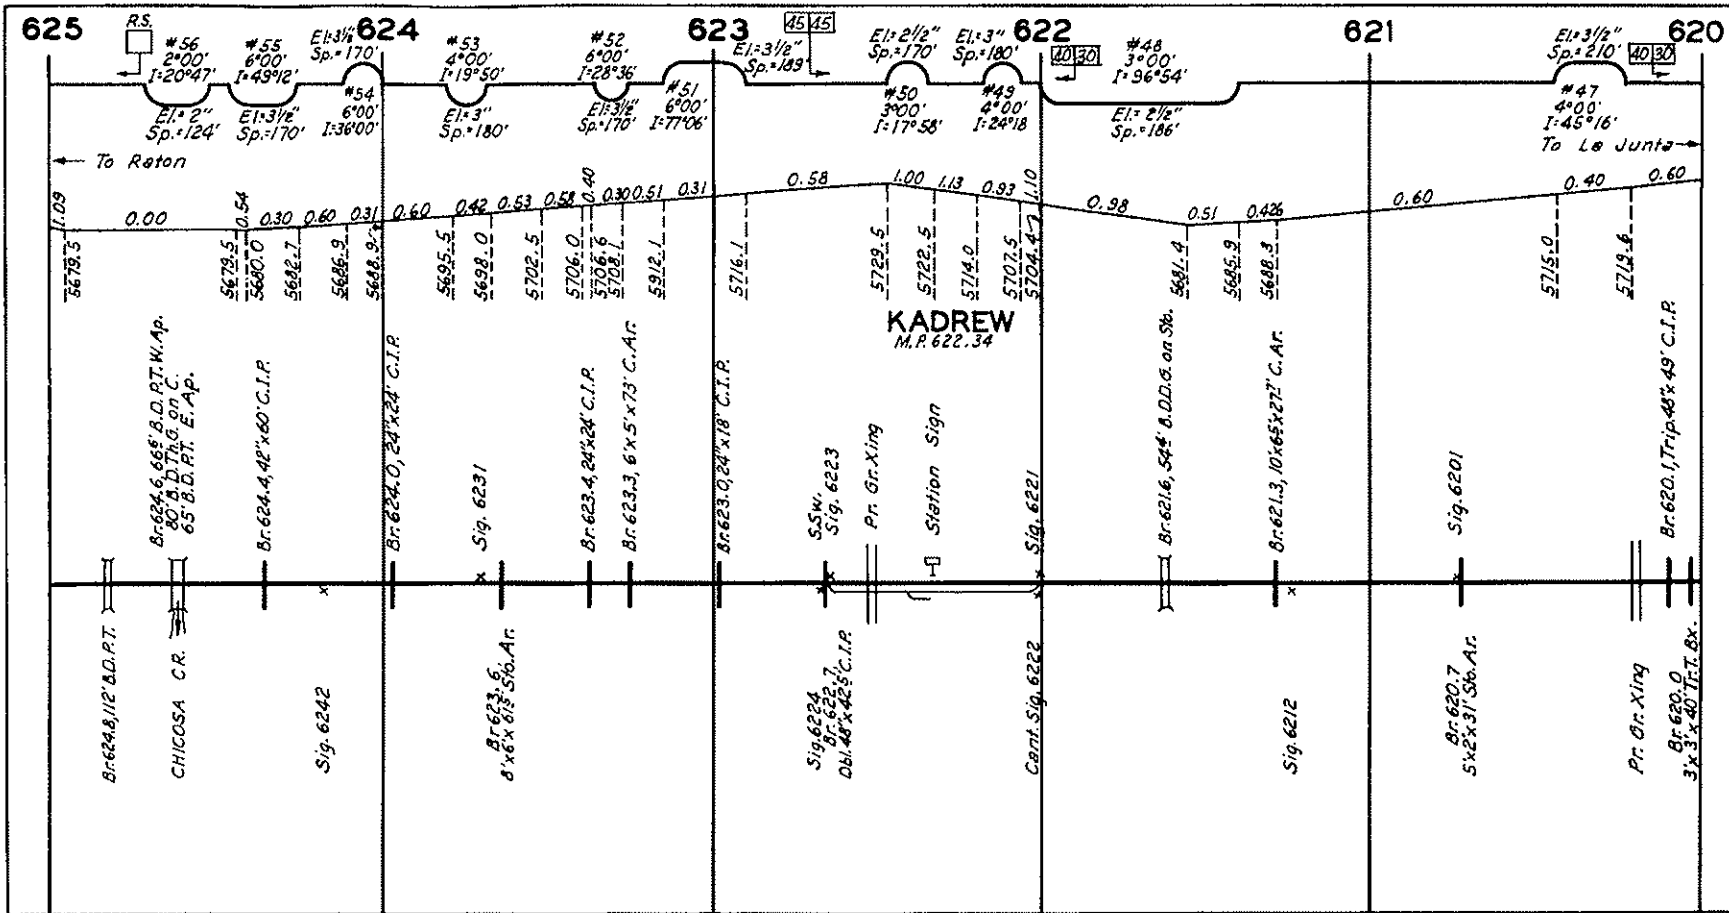 625
R.S.
#56
2°00'
I=20°47'
El.= 2"
Sp.=124'
#55
6°00'
I=49°12'
El=3½"
Sp.=170'
El=3½"
Sp.=170'
624
#54
6°00'
I=36°00'
#53
4°00'
I=19°50'
El=3"
Sp.=180'
#52
6°00'
I=28°36'
El=3½"
Sp.=170'
623
#51
6°00'
I=77°06'
El=3½"
Sp.=189'
45 45
El=2½"
Sp.=170'
#50
3°00'
I=17°58'
El=3"
Sp.=180'
#49
4°00'
I=24°18
622
40 30
#48
3°00'
I=96°54'
El= 2½"
Sp.=186'
621
El=3½"
Sp.=210'
#47
4°00'
I=45°16'
40 30
620
To Raton
To La Junta
1.09
0.00
0.54
0.30
0.60
0.31
0.60
0.42
0.53
0.58
0.40
0.30
0.51
0.31
0.58
1.00
1.13
0.93
1.10
0.98
0.51
0.426
0.60
0.40
0.60
5679.5
5679.5
5680.0
5682.7
5686.9
5688.9
5695.5
5698.0
5702.5
5706.0
5706.6
5708.1
5912.1
5716.1
5729.5
5722.5
5714.0
5707.5
5704.4
5681.4
5685.9
5688.3
5715.0
5719.6
KADREW
M.P. 622.34
Br.624.6, 66⁶' B.D.P.T.W.Ap.
80' B.D.Th.G. on C.
65' B.D.P.T. E. Ap.
Br.624.4, 42"x60' C.I.P.
Br.624.0, 24"x24' C.I.P.
Sig. 6231
Br.623.4, 24"x24' C.I.P.
Br.623.3, 6'x5'x73' C.Ar.
Br.623.0, 24"x18' C.I.P.
S.Sw.
Sig. 6223
Pr. Gr.Xing
Station Sign
Sig. 6221
Br.621.6, 54⁴' B.D.D.G. on Sto.
Br.621.3, 10'x6⁵'x27⁷' C.Ar.
Sig.6201
Br.620.1, Trip.48"x 49' C.I.P.
Br.624.8, 112' B.D.P.T.
CHICOSA CR.
Sig. 6242
Br.623.6,
8'x6'x61⁵' Sto.Ar.
Sig.6224
Br.622.7,
Dbl.48"x42⁵' C.I.P.
Cant. Sig. 6222
Sig.6212
Br.620.7
5'x2'x31' Sto.Ar.
Pr. Gr. Xing
Br.620.0
3'x 3'x 40' Tr.T. Bx.